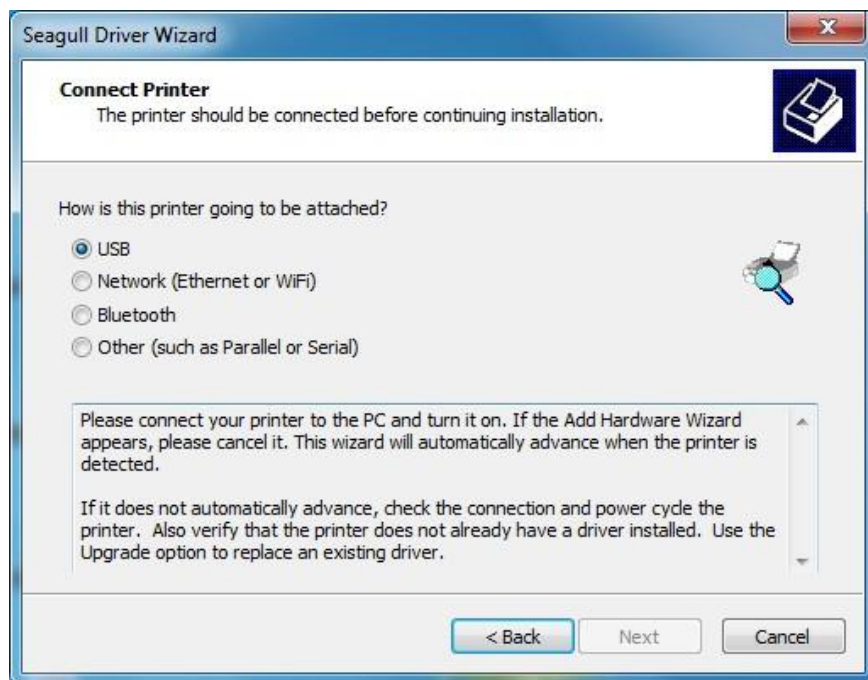 Seagull Driver Wizard
Connect Printer
The printer should be connected before continuing installation.
How is this printer going to be attached?
USB
Network (Ethernet or WiFi)
Bluetooth
Other (such as Parallel or Serial)
Please connect your printer to the PC and turn it on. If the Add Hardware Wizard
appears, please cancel it. This wizard will automatically advance when the printer is
detected.
If it does not automatically advance, check the connection and power cycle the
printer.  Also verify that the printer does not already have a driver installed.  Use the
Upgrade option to replace an existing driver.
< Back
Next
Cancel